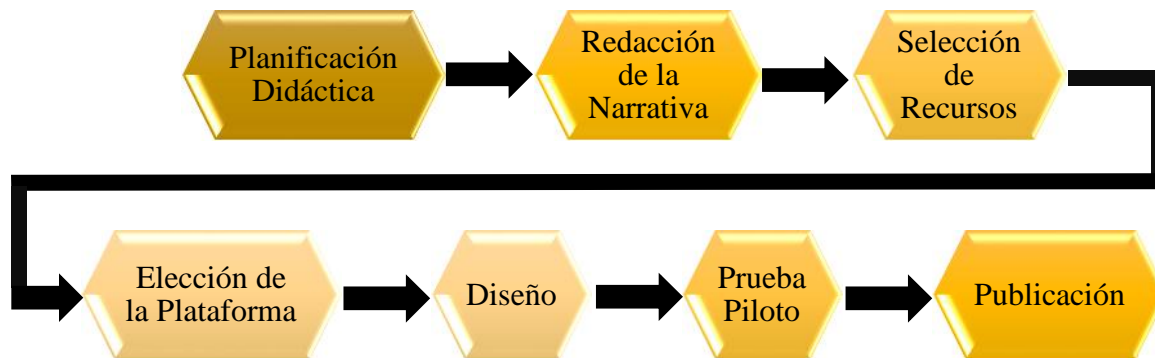 Planificación
Didáctica
Redacción
de la
Narrativa
Selección
de
Recursos
Elección de
la Plataforma
Diseño
Prueba
Piloto
Publicación